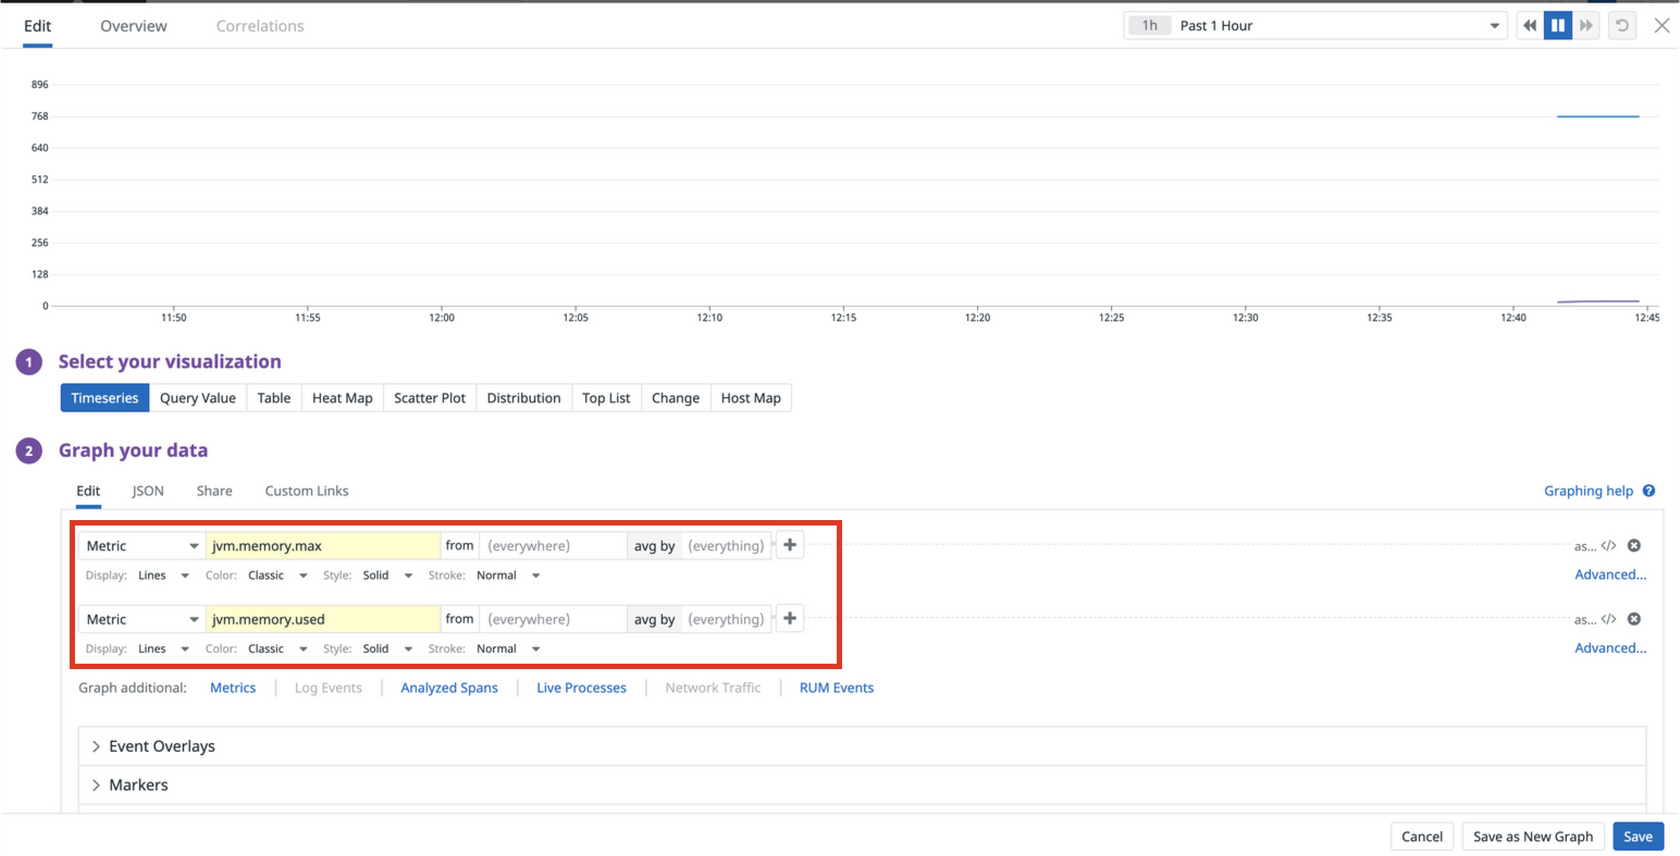 Edit Overview Correlations 1h Past 1 Hour
896
768
640
512
384
256
128
0
11:50 11:55 12:00 12:05 12:10 12:15 12:20 12:25 12:30 12:35 12:40 12:45
1 Select your visualization
Timeseries Query Value Table Heat Map Scatter Plot Distribution Top List Change Host Map
2 Graph your data
Edit JSON Share Custom Links Graphing help ?
Metric jvm.memory.max from (everywhere) avg by (everything) + as... </>
Display: Lines Color: Classic Style: Solid Stroke: Normal Advanced...
Metric jvm.memory.used from (everywhere) avg by (everything) + as... </>
Display: Lines Color: Classic Style: Solid Stroke: Normal Advanced...
Graph additional: Metrics Log Events Analyzed Spans Live Processes Network Traffic RUM Events
Event Overlays
Markers
Cancel Save as New Graph Save